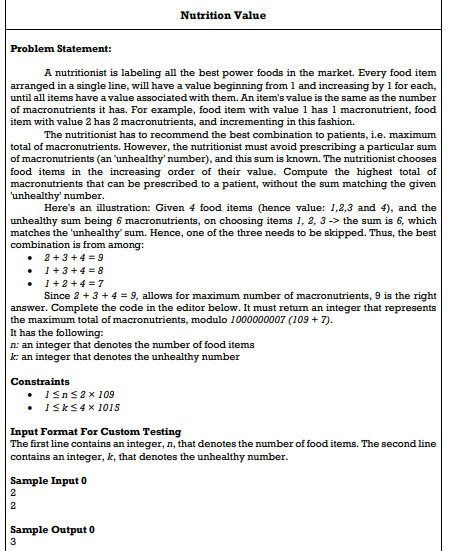 Nutrition Value
Problem Statement:
A nutritionist is labeling all the best power foods in the market. Every food item
arranged in a single line, will have a value beginning from 1 and increasing by 1 for each,
until all items have a value associated with them. An item's value is the same as the number
of macronutrients it has. For example, food item with value 1 has 1 macronutrient, food
item with value 2 has 2 macronutrients, and incrementing in this fashion.
The nutritionist has to recommend the best combination to patients, i.e. maximum
total of macronutrients. However, the nutritionist must avoid prescribing a particular sum
of macronutrients (an 'unhealthy' number), and this sum is known. The nutritionist chooses
food items in the increasing order of their value. Compute the highest total of
macronutrients that can be prescribed to a patient, without the sum matching the given
'unhealthy' number.
Here's an illustration: Given 4 food items (hence value: 1,2,3 and 4), and the
unhealthy sum being 6 macronutrients, on choosing items 1, 2, 3 -> the sum is 6, which
matches the 'unhealthy' sum. Hence, one of the three needs to be skipped. Thus, the best
combination is from among:
• 2 + 3 + 4 = 9
• 1 + 3 + 4 = 8
• 1 + 2 + 4 = 7
Since 2 + 3 + 4 = 9, allows for maximum number of macronutrients, 9 is the right
answer. Complete the code in the editor below. It must return an integer that represents
the maximum total of macronutrients, modulo 1000000007 (109 + 7).
It has the following:
n: an integer that denotes the number of food items
k: an integer that denotes the unhealthy number
Constraints
• 1 ≤ n ≤ 2 × 109
• 1 ≤ k ≤ 4 × 1015
Input Format For Custom Testing
The first line contains an integer, n, that denotes the number of food items. The second line
contains an integer, k, that denotes the unhealthy number.
Sample Input 0
2
2
Sample Output 0
3